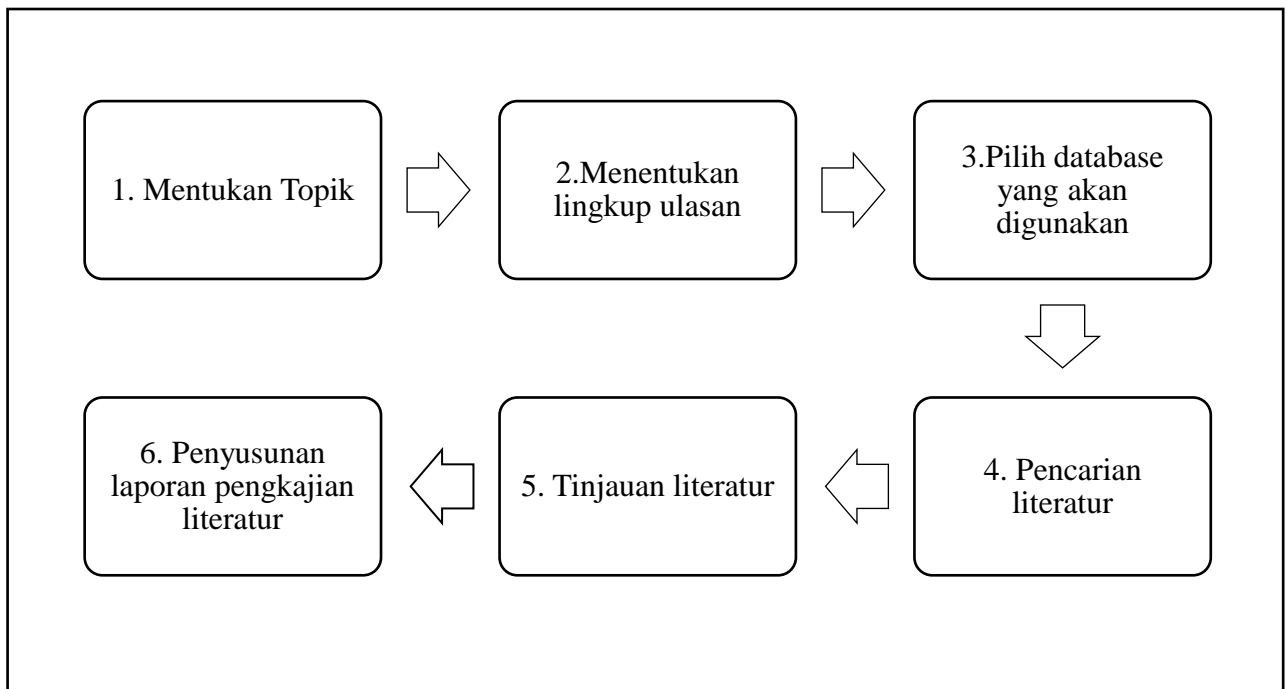 1. Mentukan Topik
2.Menentukan
lingkup ulasan
3.Pilih database
yang akan
digunakan
4. Pencarian
literatur
5. Tinjauan literatur
6. Penyusunan
laporan pengkajian
literatur